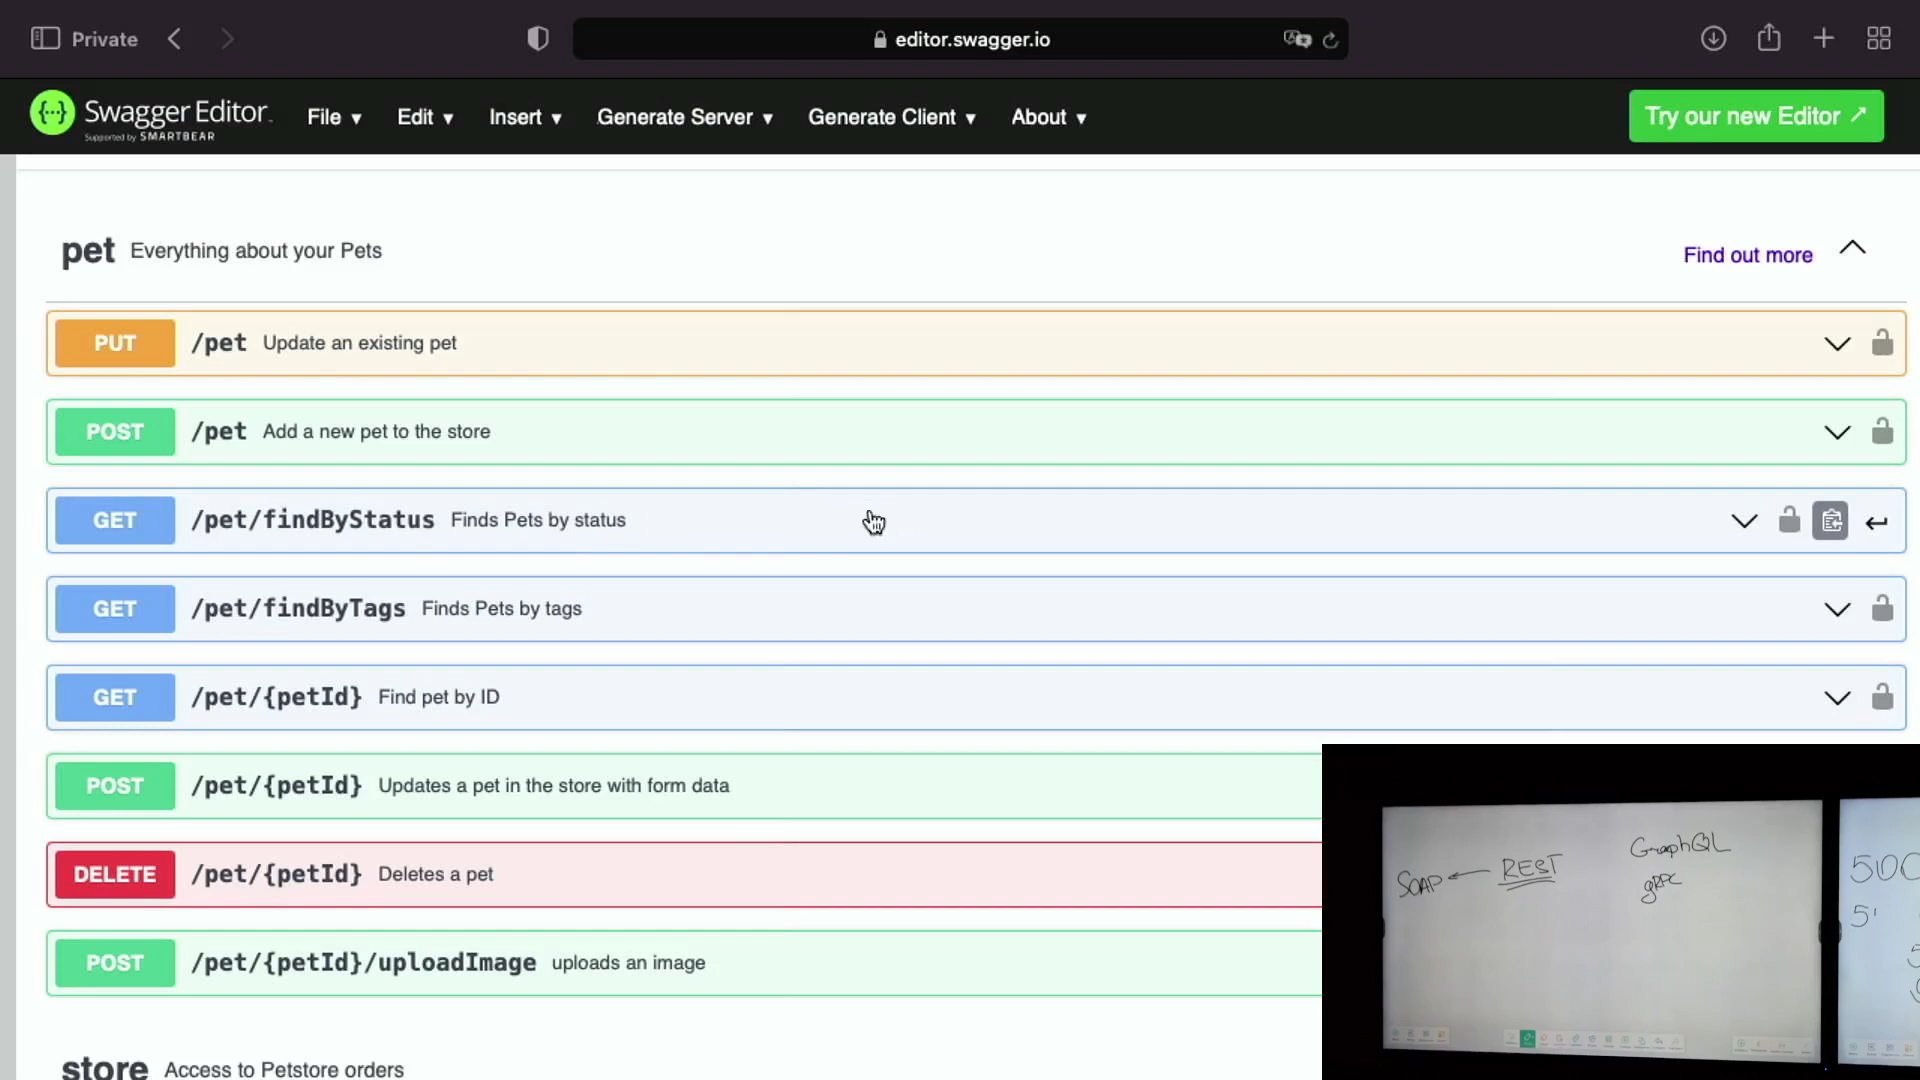 Private
editor.swagger.io
Swagger Editor
Supported by SMARTBEAR
File ▾ Edit ▾ Insert ▾ Generate Server ▾ Generate Client ▾ About ▾
Try our new Editor ↗
pet Everything about your Pets
Find out more
PUT /pet Update an existing pet
POST /pet Add a new pet to the store
GET /pet/findByStatus Finds Pets by status
GET /pet/findByTags Finds Pets by tags
GET /pet/{petId} Find pet by ID
POST /pet/{petId} Updates a pet in the store with form data
DELETE /pet/{petId} Deletes a pet
POST /pet/{petId}/uploadImage uploads an image
store Access to Petstore orders
SOAP ← REST
GraphQL
gRPC
500